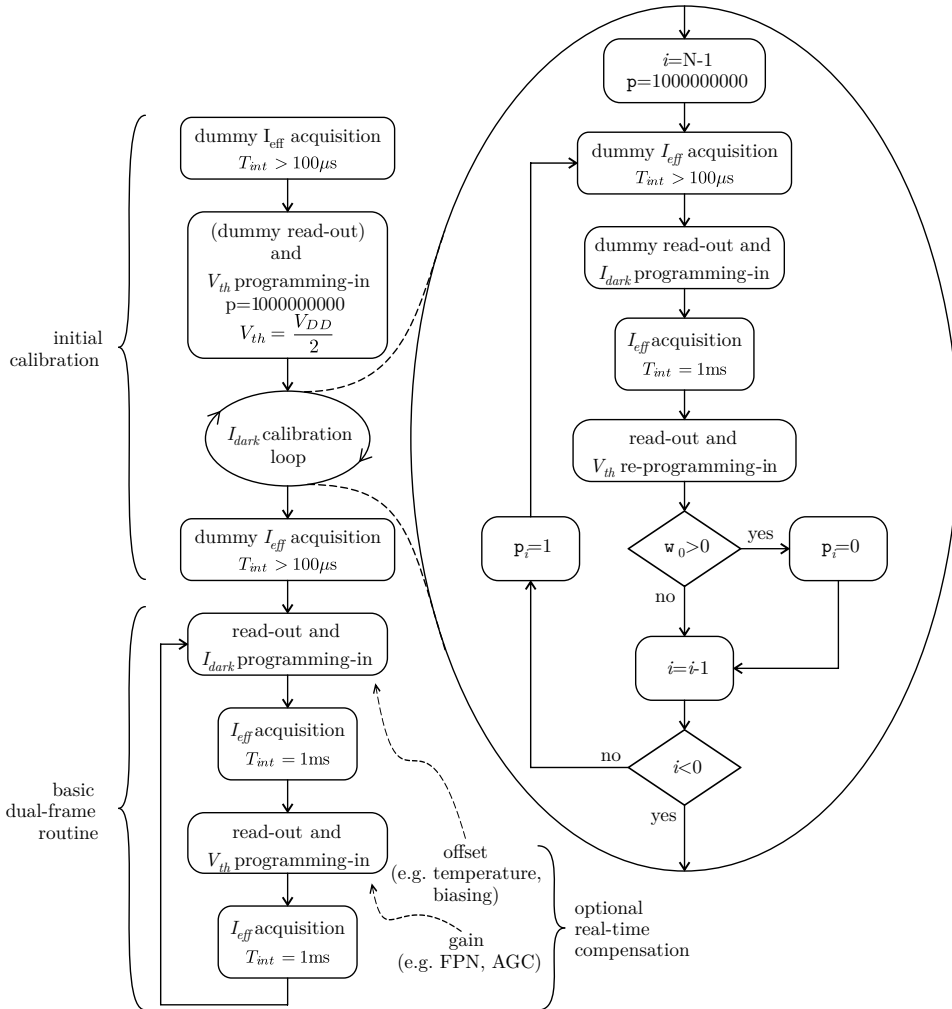 initial
calibration
dummy I_eff acquisition
T_int > 100μs
(dummy read-out)
and
V_th programming-in
p=1000000000
V_th = V_DD/2
I_dark calibration
loop
dummy I_eff acquisition
T_int > 100μs
basic
dual-frame
routine
read-out and
I_dark programming-in
I_eff acquisition
T_int = 1ms
read-out and
V_th programming-in
I_eff acquisition
T_int = 1ms
offset
(e.g. temperature,
biasing)
gain
(e.g. FPN, AGC)
optional
real-time
compensation
i=N-1
p=1000000000
dummy I_eff acquisition
T_int > 100μs
dummy read-out and
I_dark programming-in
I_eff acquisition
T_int = 1ms
read-out and
V_th re-programming-in
w_0>0
yes
p_i=0
no
p_i=1
i=i-1
i<0
no
yes